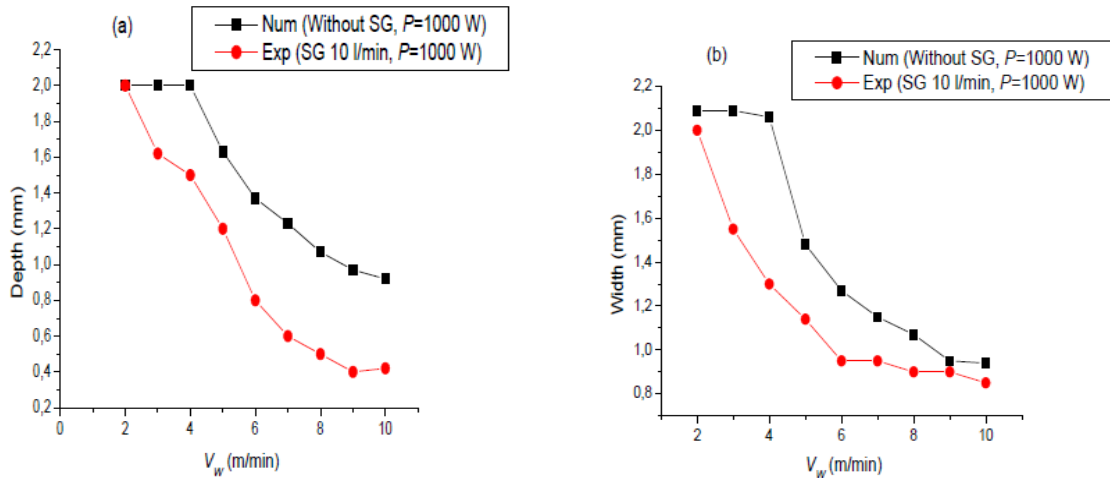 (a)
Num (Without SG, P=1000 W)
Exp (SG 10 l/min, P=1000 W)
2,2
2,0
1,8
1,6
1,4
1,2
1,0
0,8
0,6
0,4
0,2
Depth (mm)
0 2 4 6 8 10
V_w (m/min)
(b)
Num (Without SG, P=1000 W)
Exp (SG 10 l/min, P=1000 W)
2,2
2,0
1,8
1,6
1,4
1,2
1,0
0,8
Width (mm)
2 4 6 8 10
V_w (m/min)